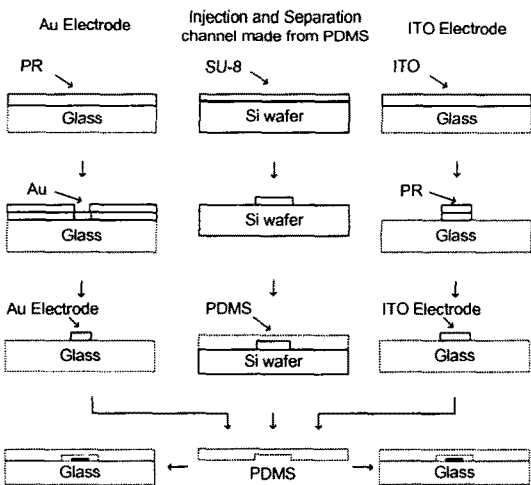 Au Electrode
Injection and Separation
channel made from PDMS
ITO Electrode
PR
SU-8
ITO
Glass
Si wafer
Glass
Au
PR
Glass
Si wafer
Glass
Au Electrode
PDMS
ITO Electrode
Glass
Si wafer
Glass
Glass
PDMS
Glass